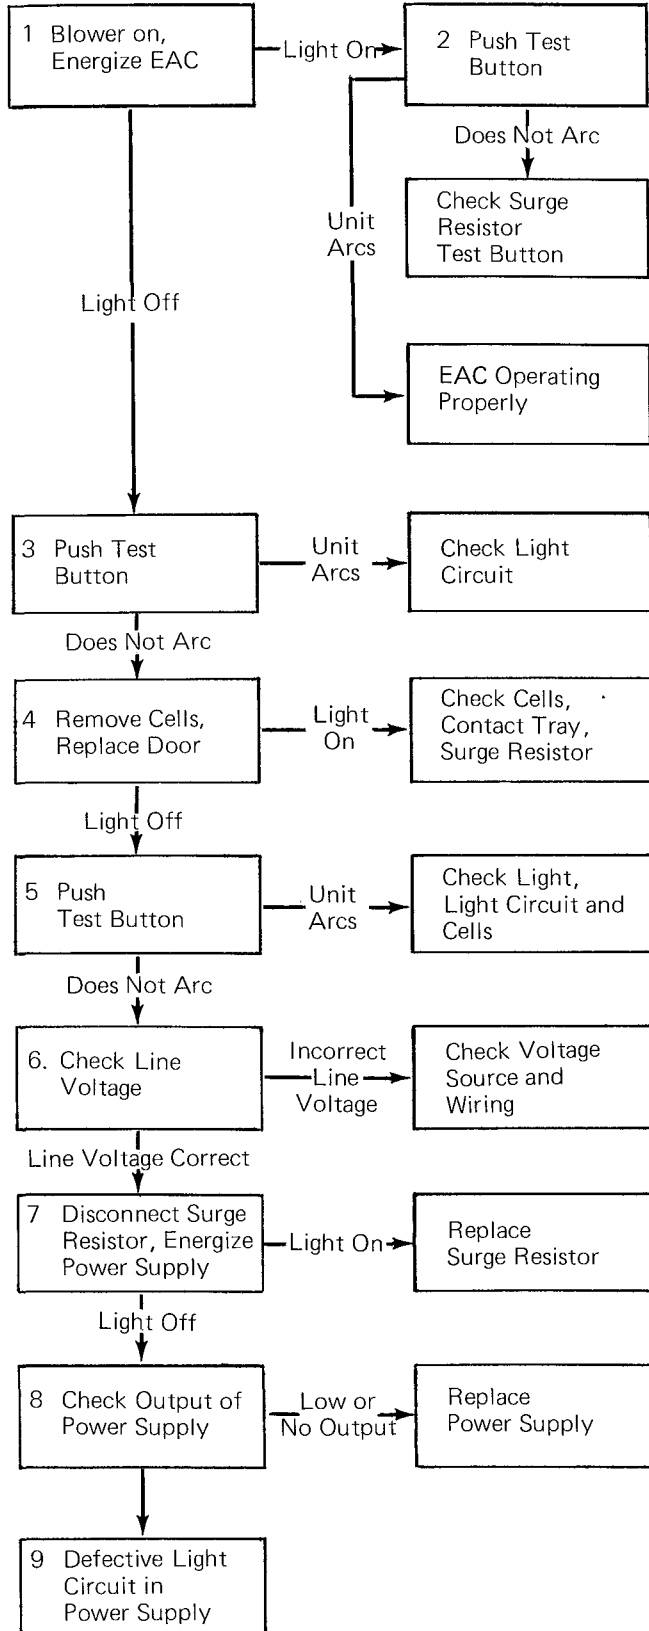 1 Blower on,
Energize EAC
Light On
2 Push Test
Button
Does Not Arc
Check Surge
Resistor
Test Button
Unit
Arcs
Light Off
EAC Operating
Properly
3 Push Test
Button
Unit
Arcs
Check Light
Circuit
Does Not Arc
4 Remove Cells,
Replace Door
Light
On
Check Cells,
Contact Tray,
Surge Resistor
Light Off
5 Push
Test Button
Unit
Arcs
Check Light,
Light Circuit and
Cells
Does Not Arc
6. Check Line
Voltage
Incorrect
Line
Voltage
Check Voltage
Source and
Wiring
Line Voltage Correct
7 Disconnect Surge
Resistor, Energize
Power Supply
Light On
Replace
Surge Resistor
Light Off
8 Check Output of
Power Supply
Low or
No Output
Replace
Power Supply
9 Defective Light
Circuit in
Power Supply